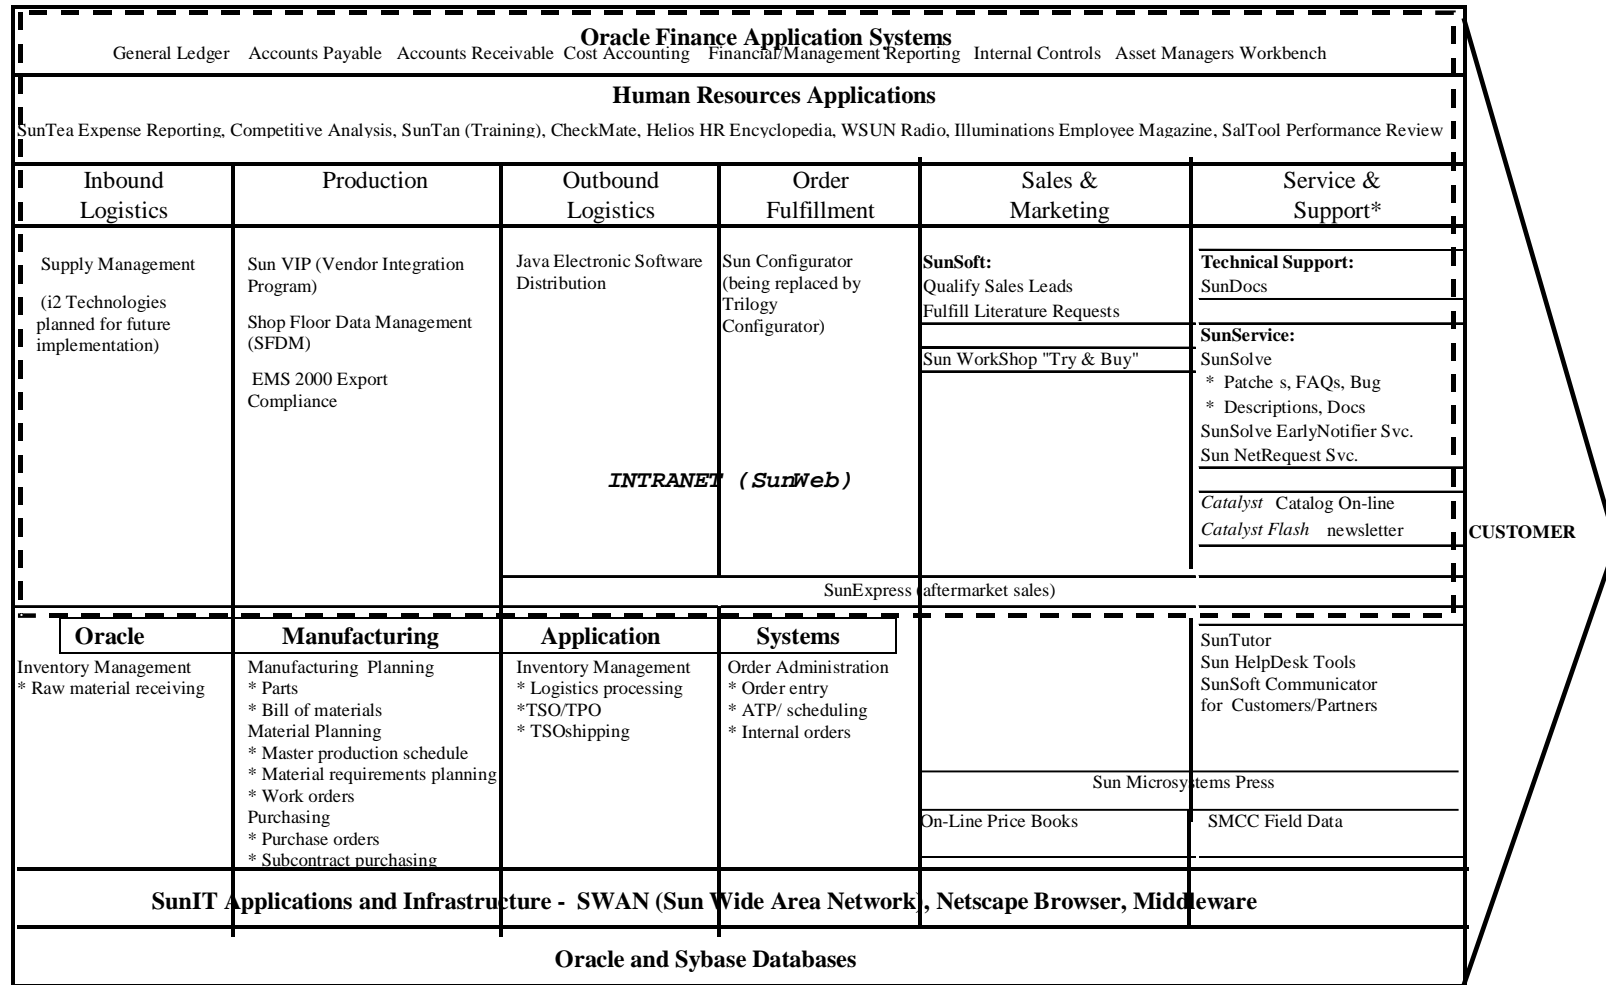 Oracle Finance Application Systems
General Ledger Accounts Payable Accounts Receivable Cost Accounting Financial/Management Reporting Internal Controls Asset Managers Workbench
Human Resources Applications
SunTea Expense Reporting, Competitive Analysis, SunTan (Training), CheckMate, Helios HR Encyclopedia, WSUN Radio, Illuminations Employee Magazine, SalTool Performance Review
Inbound
Logistics
Production
Outbound
Logistics
Order
Fulfillment
Sales &
Marketing
Service &
Support*
Supply Management
(i2 Technologies
planned for future
implementation)
Sun VIP (Vendor Integration
Program)
Shop Floor Data Management
(SFDM)
EMS 2000 Export
Compliance
Java Electronic Software
Distribution
Sun Configurator
(being replaced by
Trilogy
Configurator)
SunSoft:
Qualify Sales Leads
Fulfill Literature Requests
Sun WorkShop "Try & Buy"
Technical Support:
SunDocs
SunService:
SunSolve
* Patche s, FAQs, Bug
* Descriptions, Docs
SunSolve EarlyNotifier Svc.
Sun NetRequest Svc.
Catalyst Catalog On-line
Catalyst Flash newsletter
INTRANET (SunWeb)
CUSTOMER
SunExpress (aftermarket sales)
Oracle Manufacturing Application Systems
Inventory Management
* Raw material receiving
Manufacturing Planning
* Parts
* Bill of materials
Material Planning
* Master production schedule
* Material requirements planning
* Work orders
Purchasing
* Purchase orders
* Subcontract purchasing
Inventory Management
* Logistics processing
*TSO/TPO
* TSOshipping
Order Administration
* Order entry
* ATP/ scheduling
* Internal orders
SunTutor
Sun HelpDesk Tools
SunSoft Communicator
for Customers/Partners
Sun Microsystems Press
On-Line Price Books
SMCC Field Data
SunIT Applications and Infrastructure - SWAN (Sun Wide Area Network), Netscape Browser, Middleware
Oracle and Sybase Databases